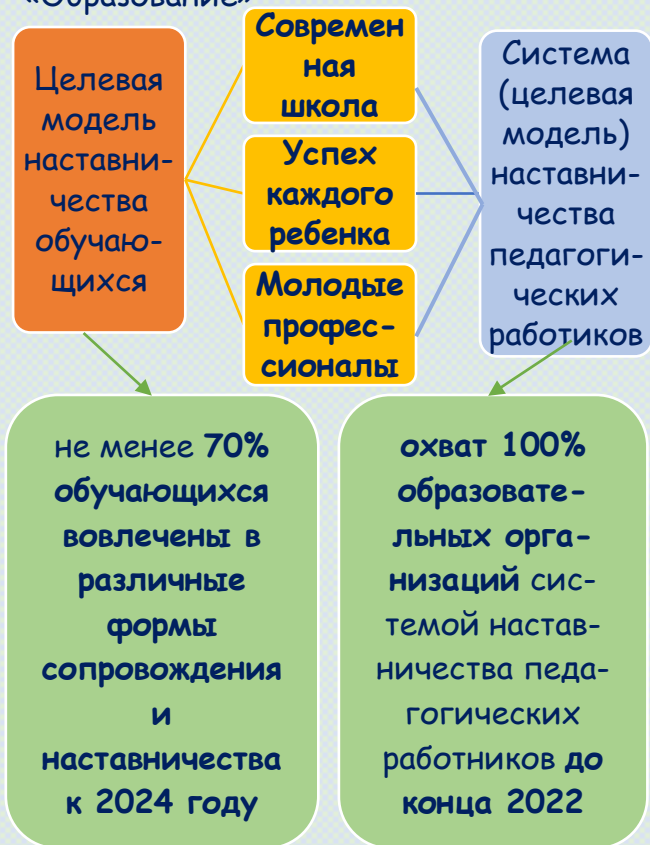 «Образование»
Целевая
модель
наставни-
чества
обучаю-
щихся
Современ
ная
школа
Успех
каждого
ребенка
Молодые
профес-
сионалы
Система
(целевая
модель)
наставни-
чества
педагоги-
ческих
работиков
не менее 70%
обучающихся
вовлечены в
различные
формы
сопровождения
и
наставничества
к 2024 году
охват 100%
образовате-
льных орга-
низаций сис-
темой настав-
ничества педа-
гогических
работников до
конца 2022